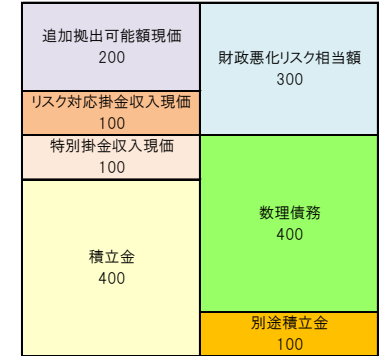 追加拠出可能額現価
200
リスク対応掛金収入現価
100
特別掛金収入現価
100
積立金
400
財政悪化リスク相当額
300
数理債務
400
別途積立金
100